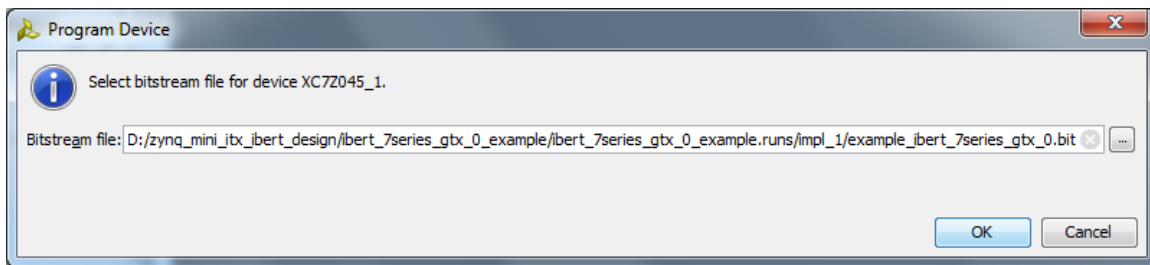 Program Device
Select bitstream file for device XC7Z045_1.
Bitstream file: D:/zynq_mini_itx_ibert_design/ibert_7series_gtx_0_example/ibert_7series_gtx_0_example.runs/impl_1/example_ibert_7series_gtx_0.bit ...
OK Cancel